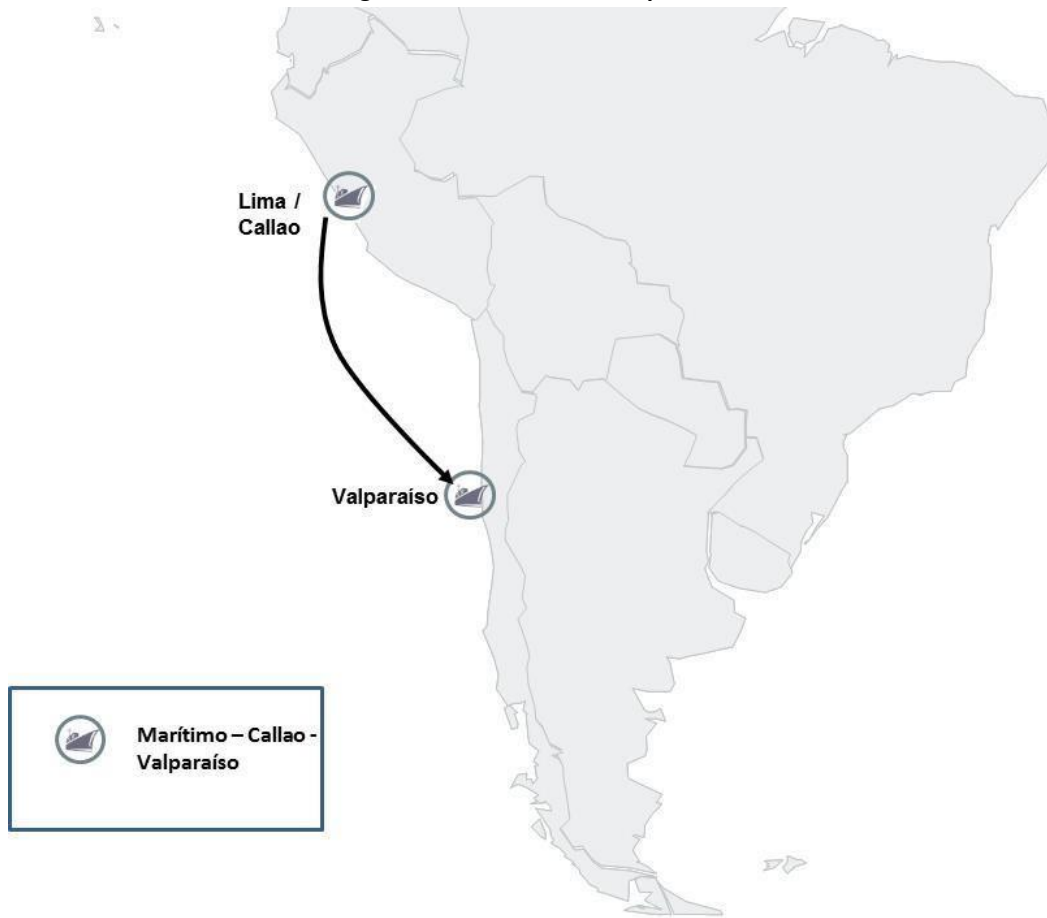 Lima /
Callao
Valparaíso
Marítimo – Callao -
Valparaíso